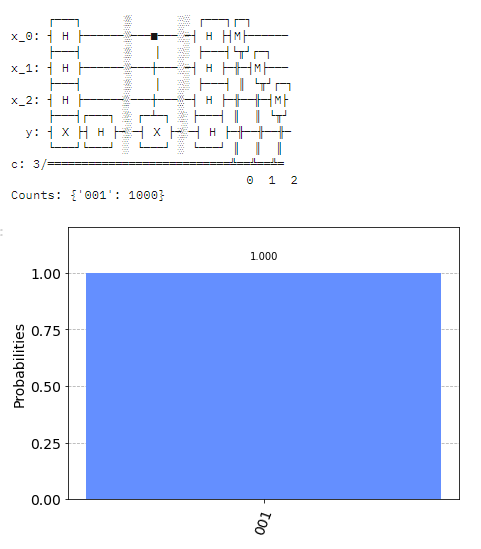 x_0: H ■ H M
x_1: H H M
x_2: H H M
y: X H X H
c: 3/
0 1 2
Counts: {'001': 1000}
1.000
1.00
0.75
0.50
0.25
0.00
Probabilities
001